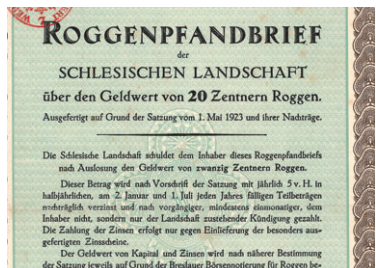 ROGGENPFANDBRIEF
der
SCHLESISCHEN LANDSCHAFT
über den Geldwert von 20 Zentnern Roggen.
Ausgefertigt auf Grund der Satzung vom 1. Mai 1923 und ihrer Nachträge.
Die Schlesische Landschaft schuldet dem Inhaber dieses Roggenpfandbriefs
nach Auslosung den Geldwert von zwanzig Zentnern Roggen.
Dieser Betrag wird nach Vorschrift der Satzung mit jährlich 5 v. H. in
halbjährlichen, am 2. Januar und 1. Juli jeden Jahres fälligen Teilbeträgen
nachträglich verzinst und nach vorgängiger, mindestens einmonatiger, dem
Inhaber nicht, sondern nur der Landschaft zustehender Kündigung gezahlt.
Die Zahlung der Zinsen erfolgt nur gegen Einlieferung der besonders aus-
gefertigten Zinsscheine.
Der Geldwert von Kapital und Zinsen wird nach näherer Bestimmung
der Satzung jeweils auf Grund der Breslauer Börsennotierung für Roggen be-